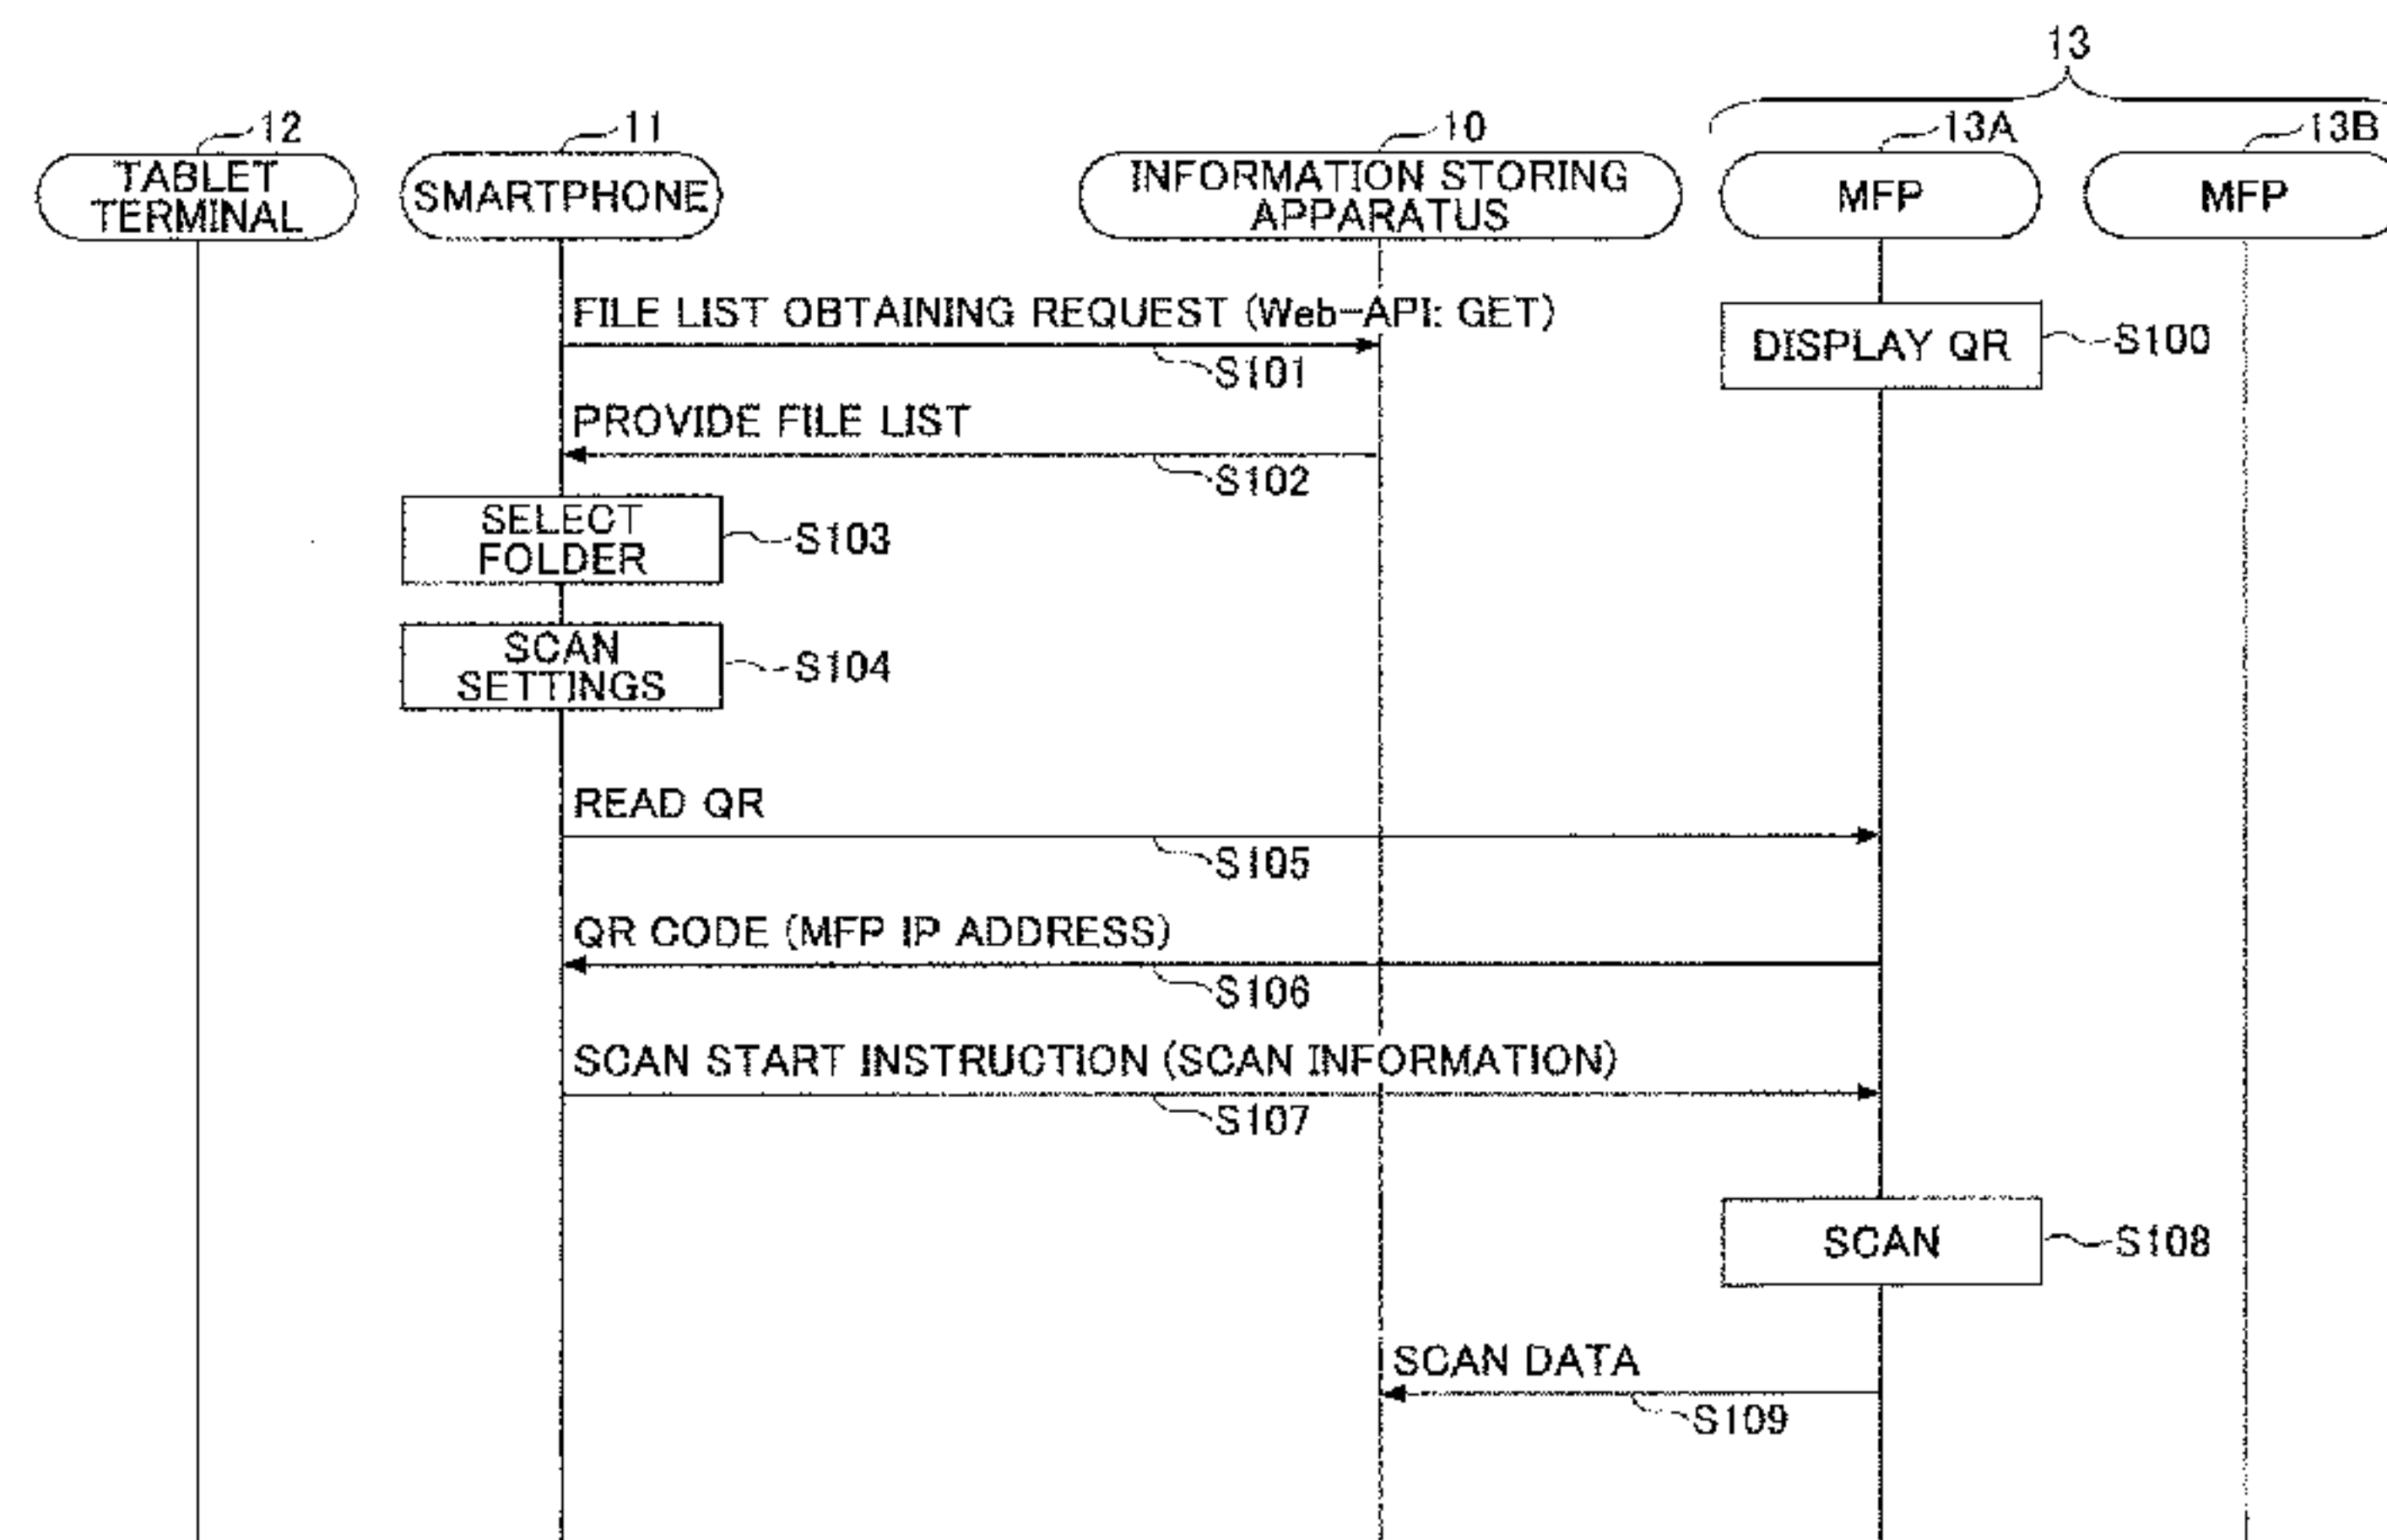 13
12
11
10
13A
13B
TABLET
TERMINAL
SMARTPHONE
INFORMATION STORING
APPARATUS
MFP
MFP
FILE LIST OBTAINING REQUEST (Web-API: GET)
S101
DISPLAY QR
S100
PROVIDE FILE LIST
S102
SELECT
FOLDER
S103
SCAN
SETTINGS
S104
READ QR
S105
QR CODE (MFP IP ADDRESS)
S106
SCAN START INSTRUCTION (SCAN INFORMATION)
S107
SCAN
S108
SCAN DATA
S109